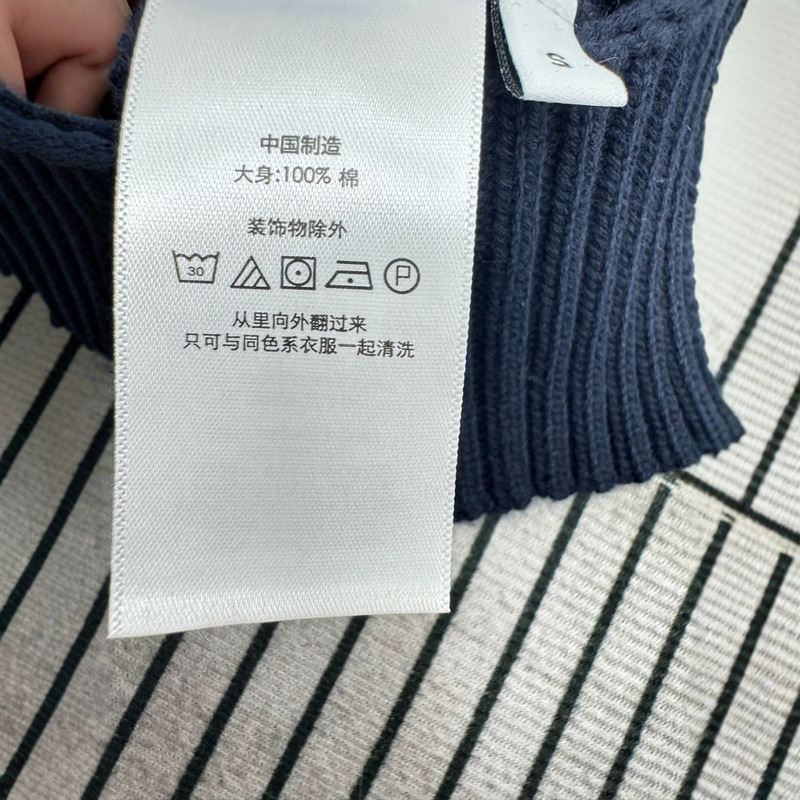 S
中国制造
大身:100% 棉
装饰物除外
30 P
从里向外翻过来
只可与同色系衣服一起清洗